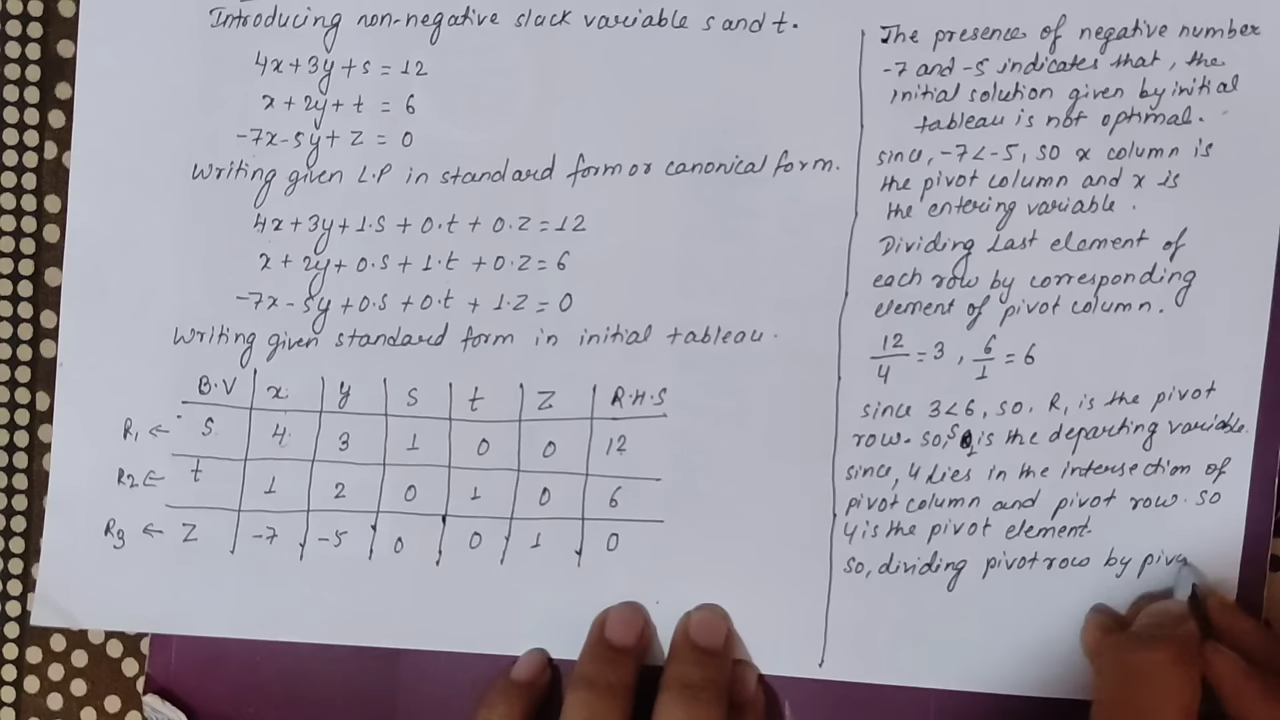 Introducing non-negative slack variable s and t.
4x+3y+s=12
x+2y+t=6
-7x-5y+z=0
Writing given L.P in standard form or canonical form.
4x+3y+1.s+0.t+0.z=12
x+2y+0.s+1.t+0.z=6
-7x-5y+0.s+0.t+1.z=0
Writing given standard form in initial tableau.
B.V x y s t z R.H.S
R1← s 4 3 1 0 0 12
R2← t 1 2 0 1 0 6
R3← z -7 -5 0 0 1 0
The presence of negative number
-7 and -5 indicates that, the
initial solution given by initial
tableau is not optimal.
since, -7<-5, so x column is
the pivot column and x is
the entering variable.
Dividing last element of
each row by corresponding
element of pivot column.
12/4=3, 6/1=6
since 3<6, so. R1 is the pivot
row. so, s is the departing variable.
since, 4 lies in the intersection of
pivot column and pivot row. so
4 is the pivot element.
so, dividing pivot row by